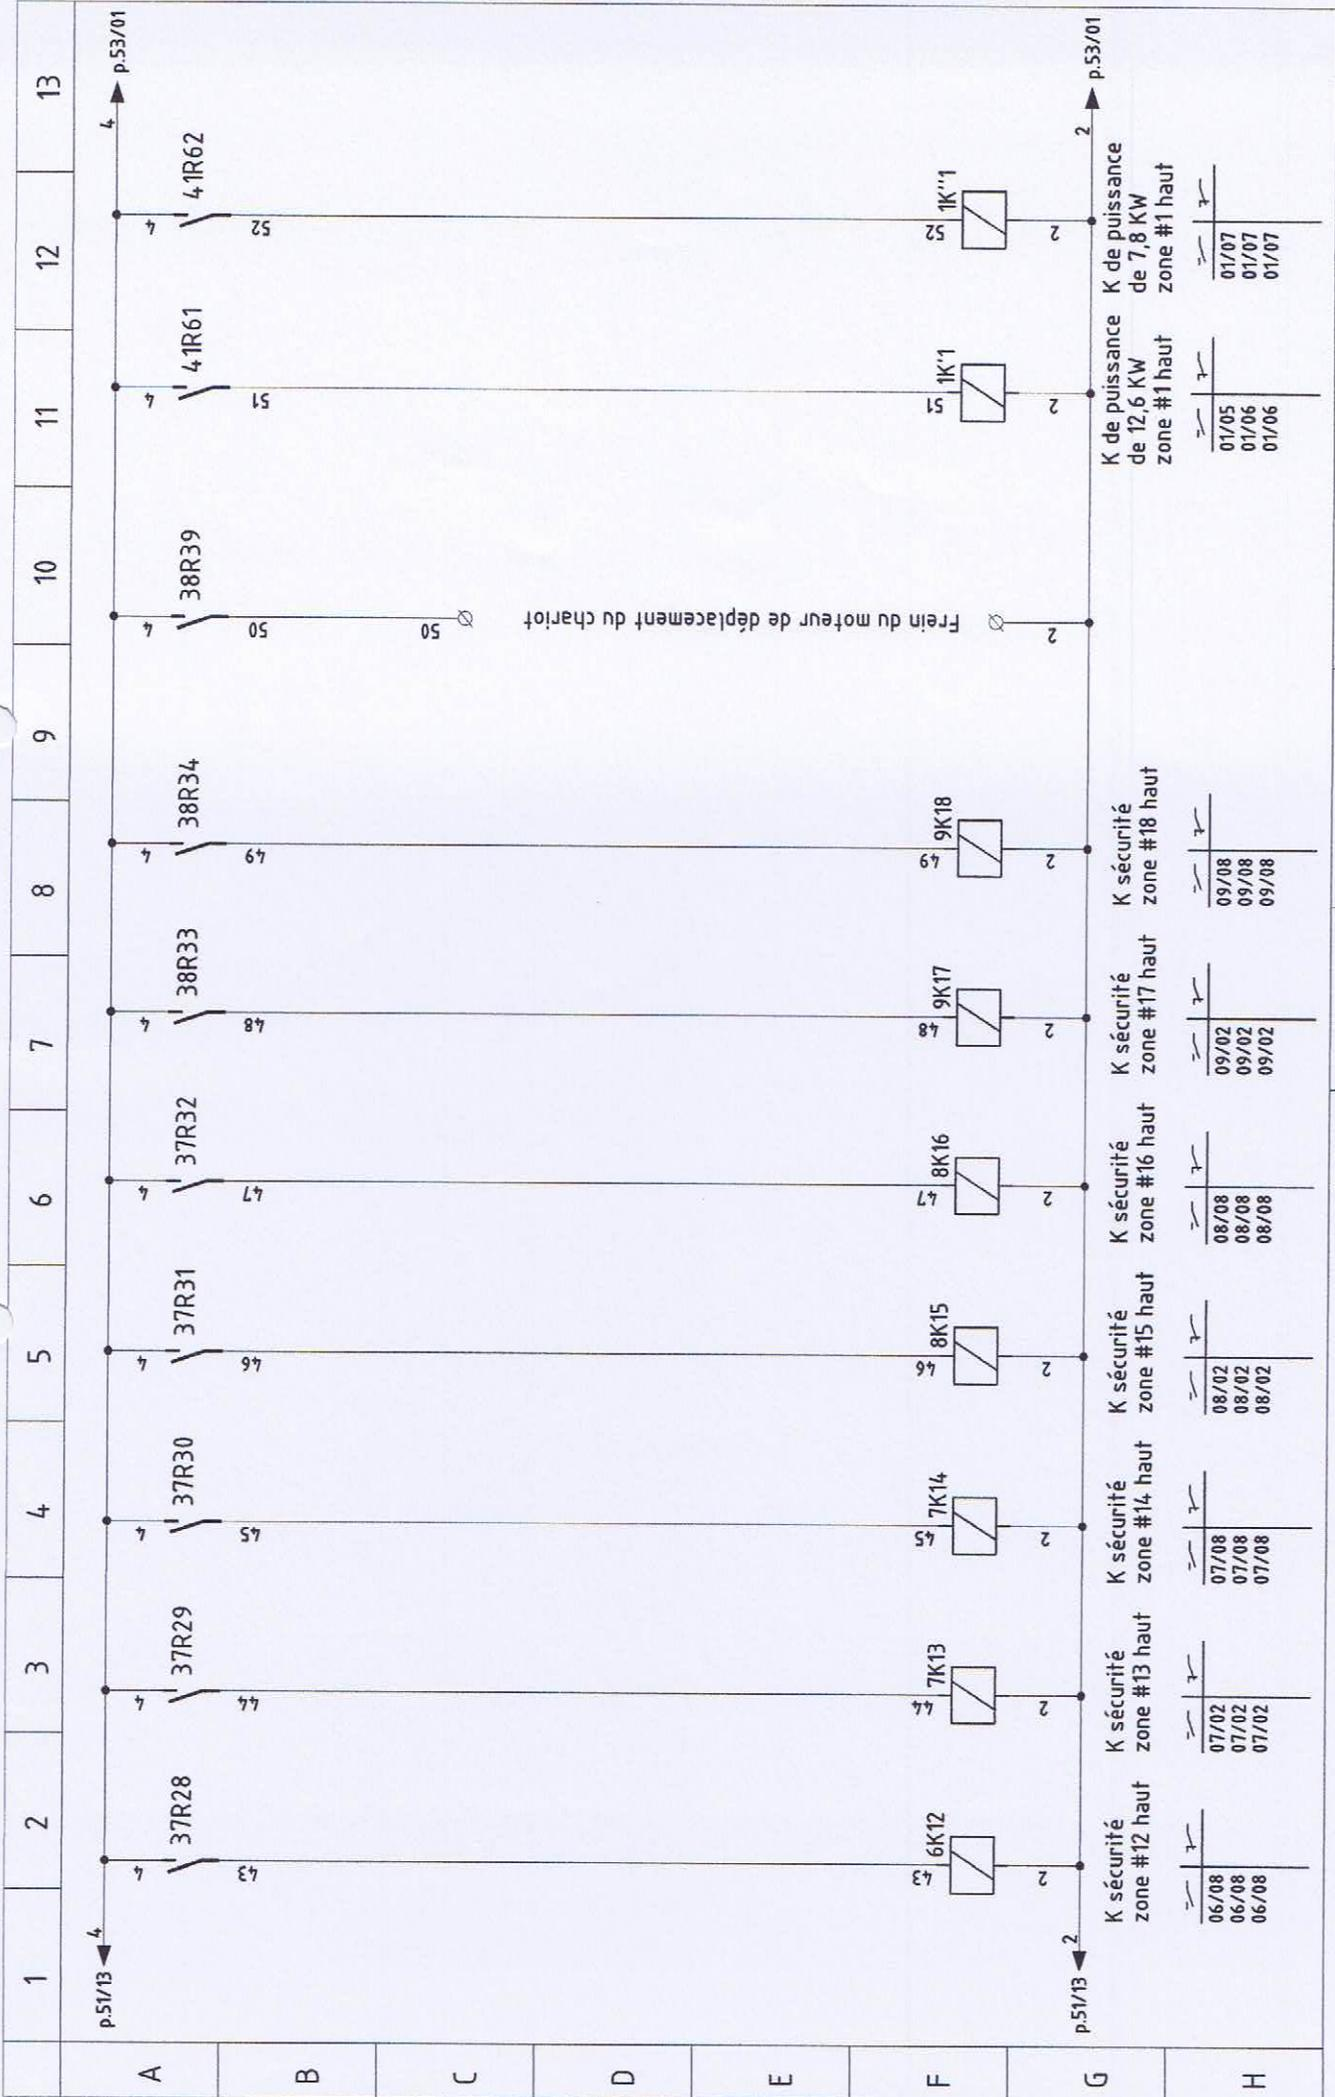 1 2 3 4 5 6 7 8 9 10 11 12 13
A
B
C
D
E
F
G
H
p.51/13 4
4 p.53/01
37R28 37R29 37R30 37R31 37R32 38R33 38R34 38R39 41R61 41R62
4 4 4 4 4 4 4 4 4 4
43 44 45 46 47 48 49 50 51 52
50
Frein du moteur de déplacement du chariot
43 44 45 46 47 48 49 51 52
6K12 7K13 7K14 8K15 8K16 9K17 9K18 1K'1 1K''1
2 2 2 2 2 2 2 2 2 2
p.51/13 2
2 p.53/01
K sécurité
zone #12 haut
06/08
06/08
06/08
K sécurité
zone #13 haut
07/02
07/02
07/02
K sécurité
zone #14 haut
07/08
07/08
07/08
K sécurité
zone #15 haut
08/02
08/02
08/02
K sécurité
zone #16 haut
08/08
08/08
08/08
K sécurité
zone #17 haut
09/02
09/02
09/02
K sécurité
zone #18 haut
09/08
09/08
09/08
K de puissance
de 12,6 KW
zone #1 haut
01/05
01/06
01/06
K de puissance
de 7,8 KW
zone #1 haut
01/07
01/07
01/07